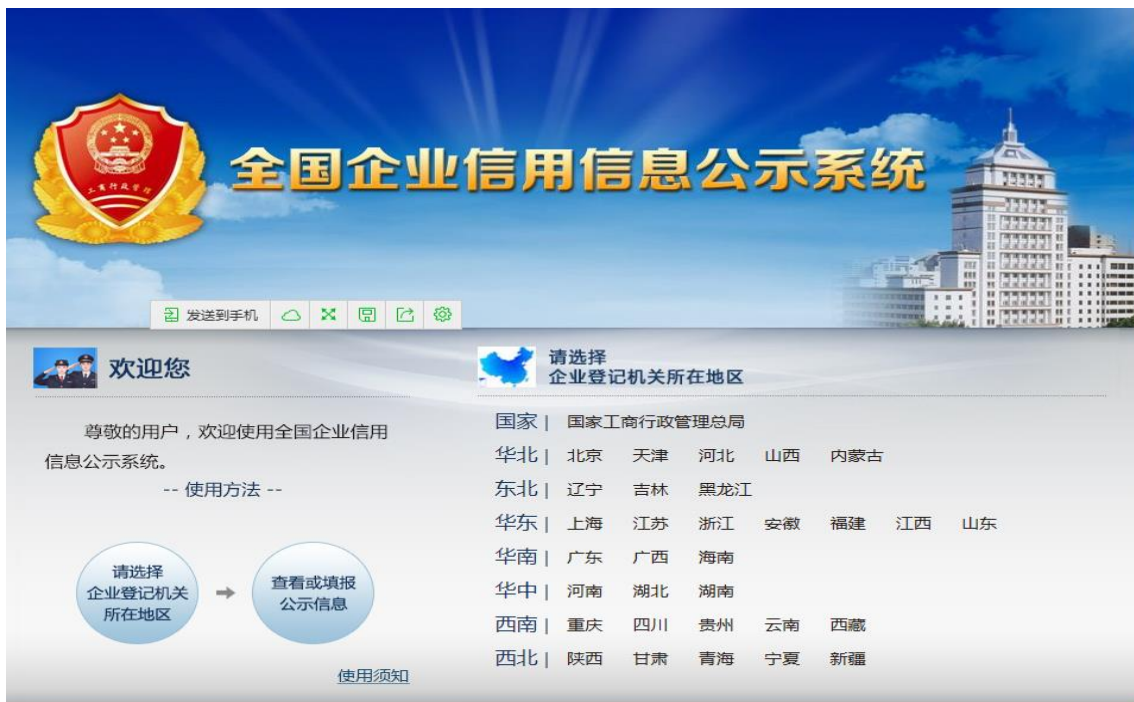 工商行政管理
全国企业信用信息公示系统
发送到手机
欢迎您
尊敬的用户，欢迎使用全国企业信用
信息公示系统。
-- 使用方法 --
请选择
企业登记机关
所在地区
查看或填报
公示信息
使用须知
请选择
企业登记机关所在地区
国家| 国家工商行政管理总局
华北| 北京 天津 河北 山西 内蒙古
东北| 辽宁 吉林 黑龙江
华东| 上海 江苏 浙江 安徽 福建 江西 山东
华南| 广东 广西 海南
华中| 河南 湖北 湖南
西南| 重庆 四川 贵州 云南 西藏
西北| 陕西 甘肃 青海 宁夏 新疆